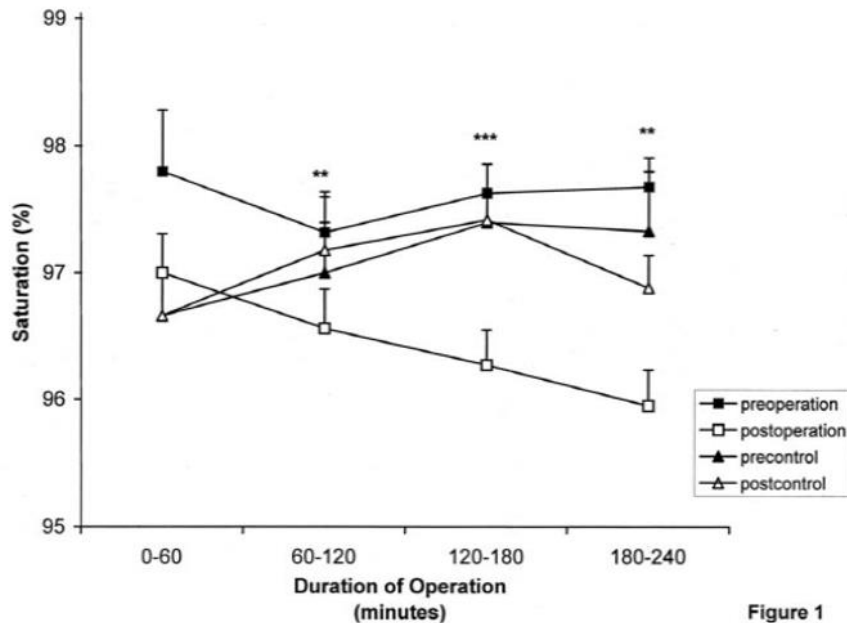 99
98
97
96
95
Saturation (%)
**
***
**
preoperation
postoperation
precontrol
postcontrol
0-60 60-120 120-180 180-240
Duration of Operation
(minutes)
Figure 1